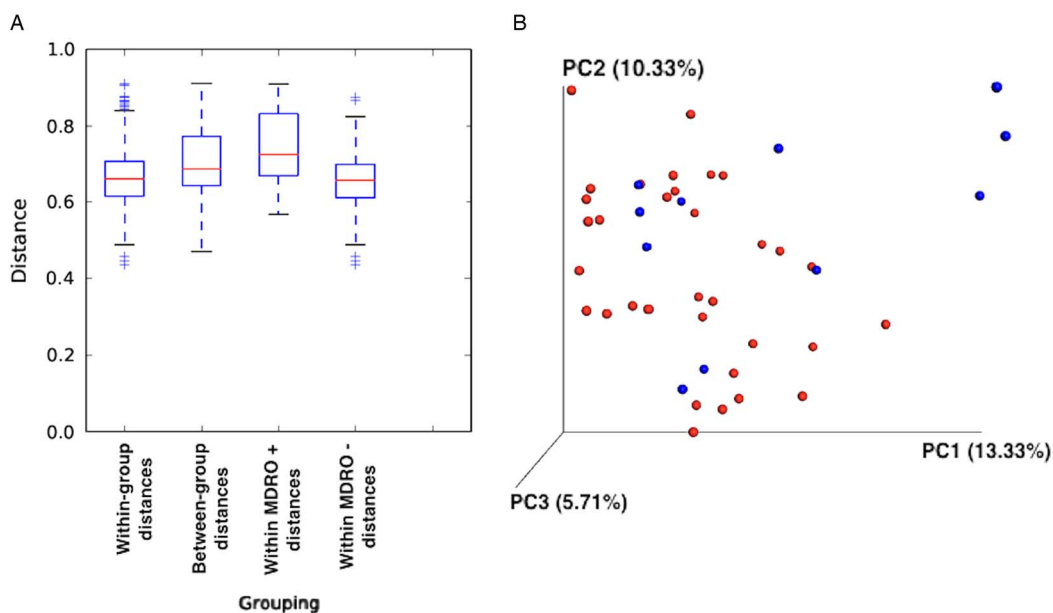 A
B
1.0
0.8
0.6
0.4
0.2
0.0
Distance
Within-group
distances
Between-group
distances
Within MDRO +
distances
Within MDRO -
distances
Grouping
PC2 (10.33%)
PC1 (13.33%)
PC3 (5.71%)